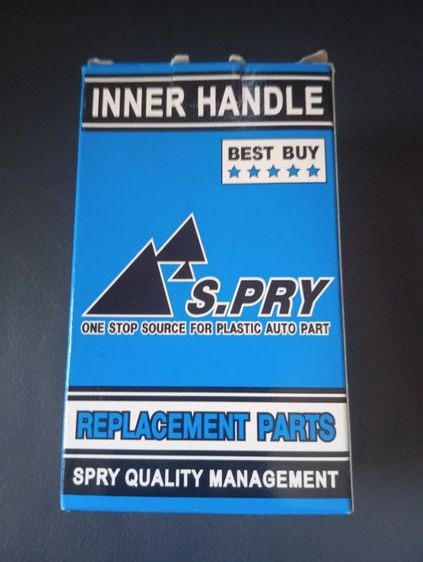 INNER HANDLE
BEST BUY
S.PRY
ONE STOP SOURCE FOR PLASTIC AUTO PART
REPLACEMENT PARTS
SPRY QUALITY MANAGEMENT